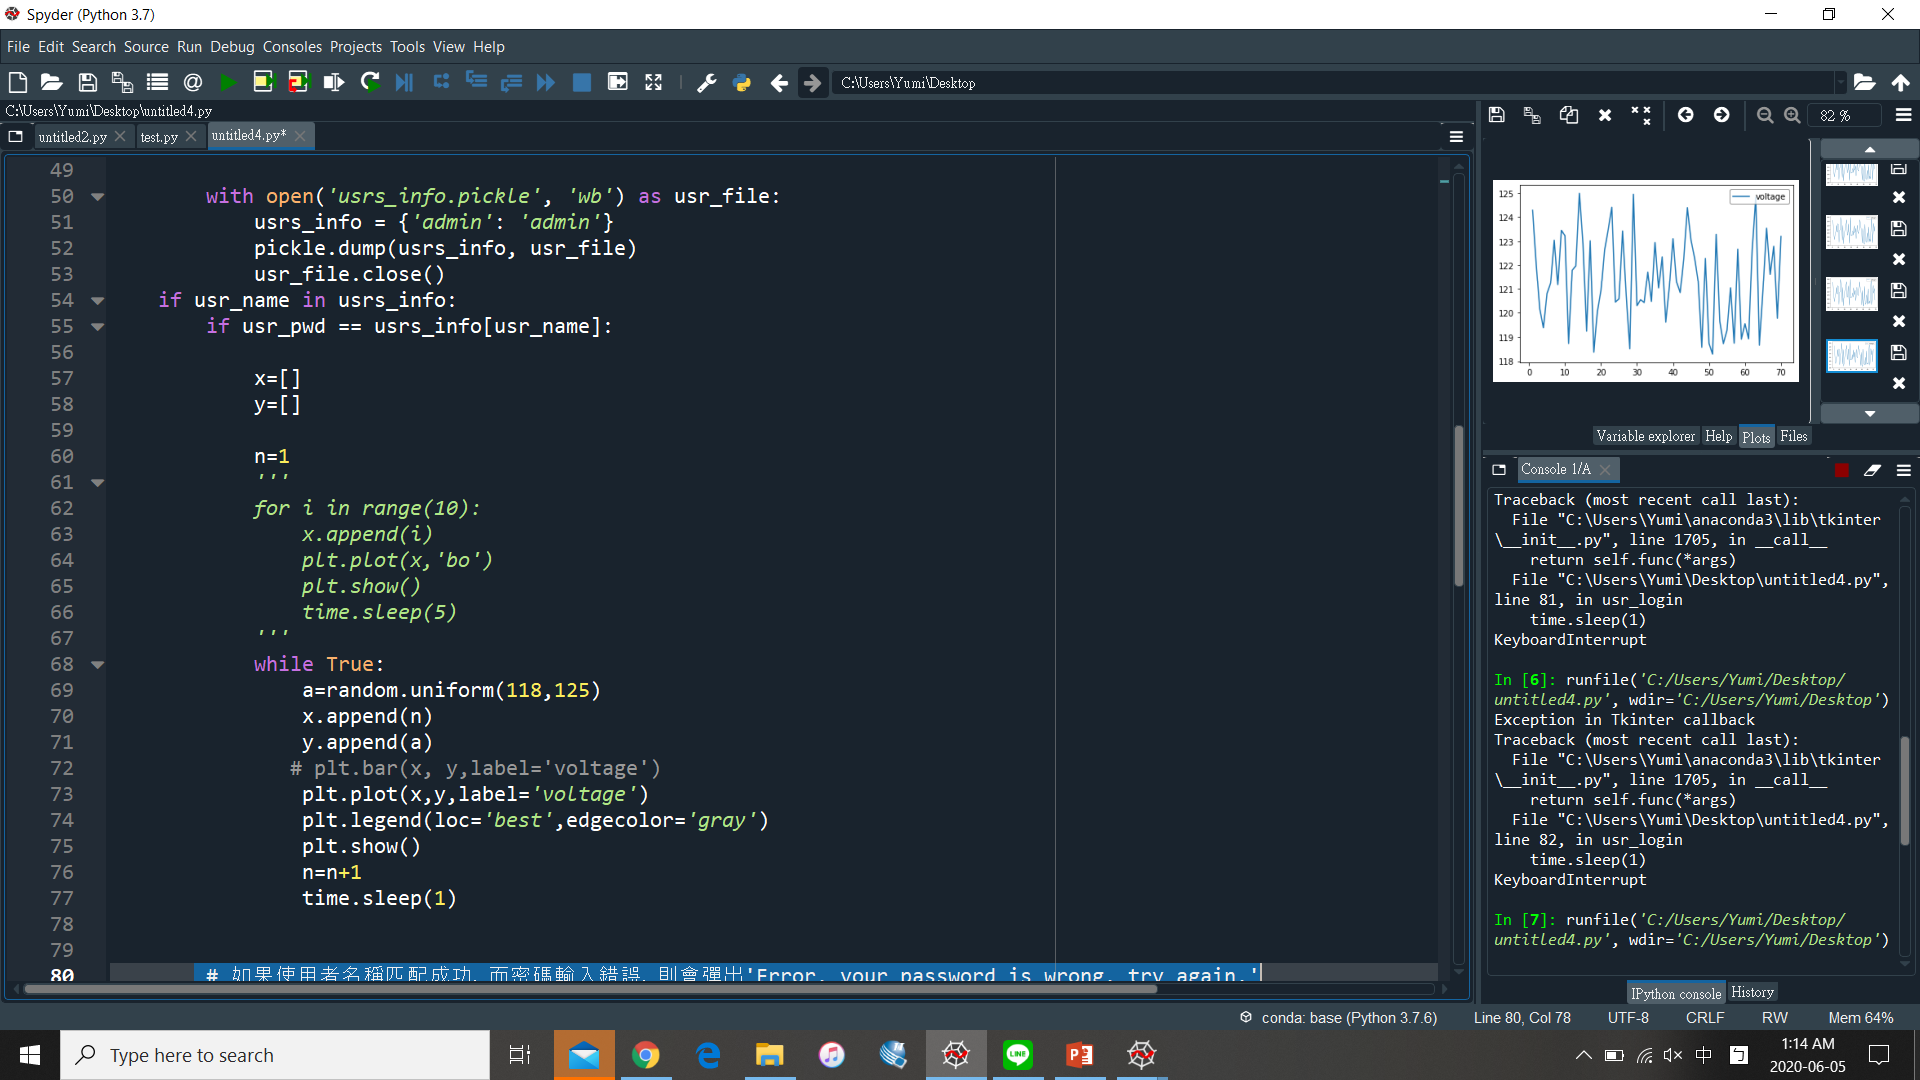 Spyder (Python 3.7)
File Edit Search Source Run Debug Consoles Projects Tools View Help
C:\Users\Yumi\Desktop
C:\Users\Yumi\Desktop\untitled4.py
untitled2.py test.py untitled4.py*
82 %
49
50 with open('usrs_info.pickle', 'wb') as usr_file:
51 usrs_info = {'admin': 'admin'}
52 pickle.dump(usrs_info, usr_file)
53 usr_file.close()
54 if usr_name in usrs_info:
55 if usr_pwd == usrs_info[usr_name]:
56
57 x=[]
58 y=[]
59
60 n=1
61 '''
62 for i in range(10):
63 x.append(i)
64 plt.plot(x,'bo')
65 plt.show()
66 time.sleep(5)
67 '''
68 while True:
69 a=random.uniform(118,125)
70 x.append(n)
71 y.append(a)
72 # plt.bar(x, y,label='voltage')
73 plt.plot(x,y,label='voltage')
74 plt.legend(loc='best',edgecolor='gray')
75 plt.show()
76 n=n+1
77 time.sleep(1)
78
79
80 # 如果使用者名稱匹配成功, 而密碼輸入錯誤, 則會彈出'Error, your password is wrong, try again.'
voltage
125
124
123
122
121
120
119
118
0 10 20 30 40 50 60 70
Variable explorer Help Plots Files
Console 1/A
Traceback (most recent call last):
File "C:\Users\Yumi\anaconda3\lib\tkinter
\__init__.py", line 1705, in __call__
return self.func(*args)
File "C:\Users\Yumi\Desktop\untitled4.py",
line 81, in usr_login
time.sleep(1)
KeyboardInterrupt
In [6]: runfile('C:/Users/Yumi/Desktop/
untitled4.py', wdir='C:/Users/Yumi/Desktop')
Exception in Tkinter callback
Traceback (most recent call last):
File "C:\Users\Yumi\anaconda3\lib\tkinter
\__init__.py", line 1705, in __call__
return self.func(*args)
File "C:\Users\Yumi\Desktop\untitled4.py",
line 82, in usr_login
time.sleep(1)
KeyboardInterrupt
In [7]: runfile('C:/Users/Yumi/Desktop/
untitled4.py', wdir='C:/Users/Yumi/Desktop')
IPython console History
conda: base (Python 3.7.6) Line 80, Col 78 UTF-8 CRLF RW Mem 64%
Type here to search
LINE
中
1:14 AM
2020-06-05